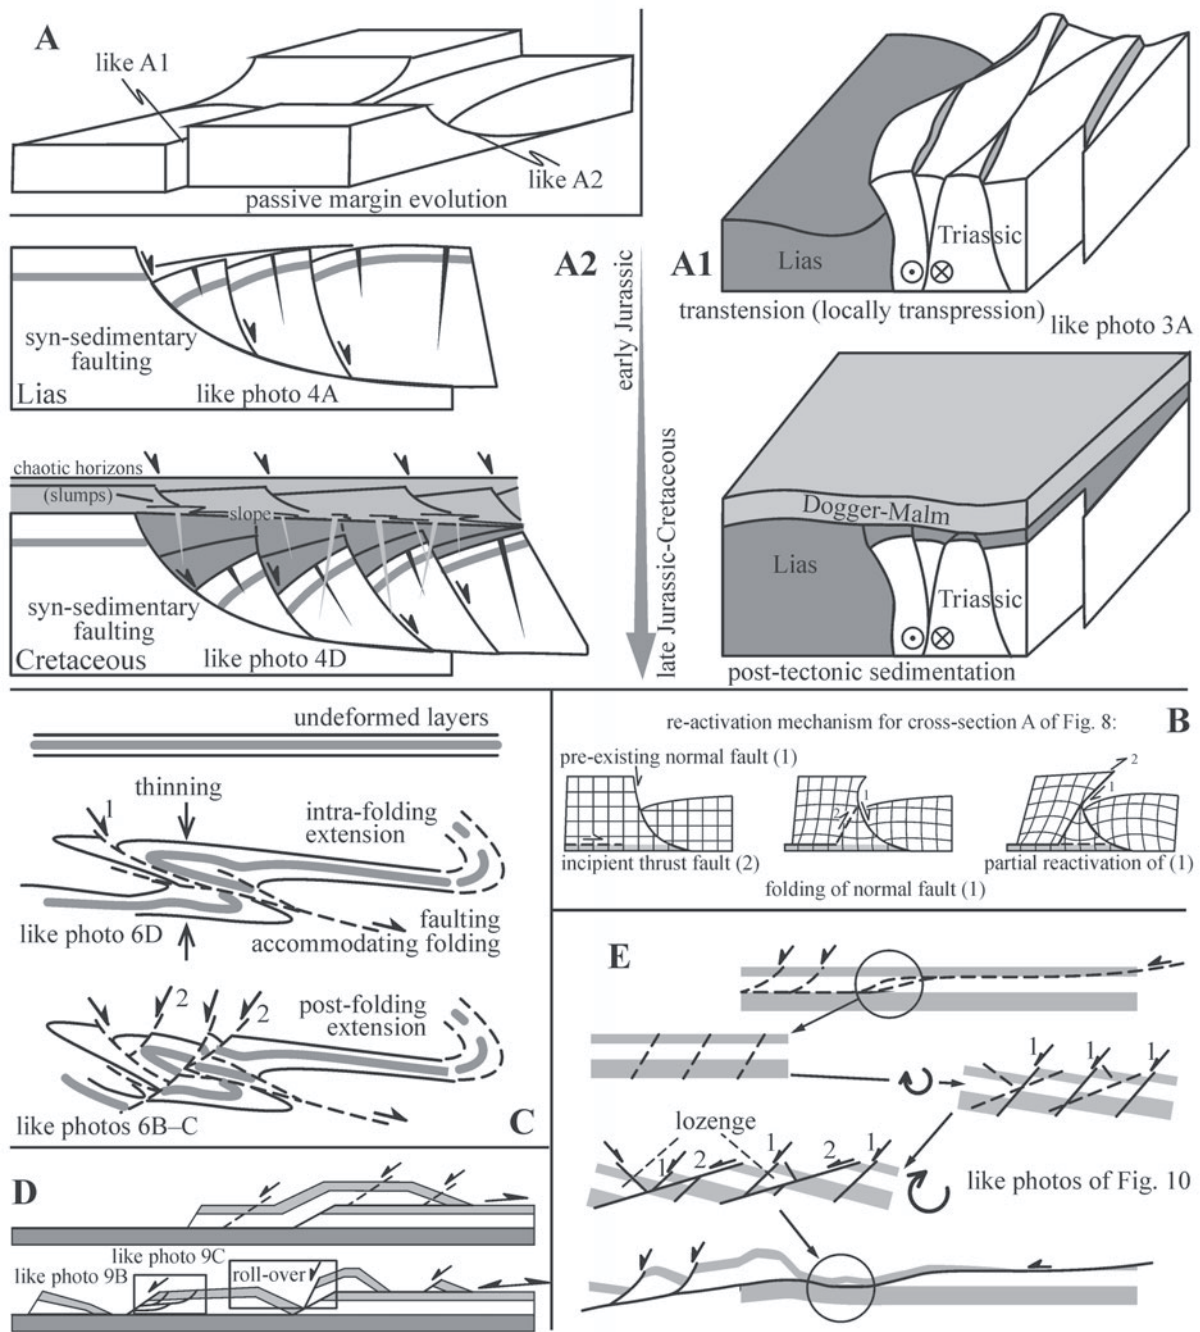 A
like A1
like A2
passive margin evolution
A2
syn-sedimentary
faulting
Lias
like photo 4A
early Jurassic
late Jurassic-Cretaceous
chaotic horizons
(slumps)
slope
syn-sedimentary
faulting
Cretaceous
like photo 4D
A1
Lias
Triassic
transtension (locally transpression)
like photo 3A
Dogger-Malm
Lias
Triassic
post-tectonic sedimentation
undeformed layers
thinning
1
intra-folding
extension
like photo 6D
faulting
accommodating folding
2
2
post-folding
extension
like photos 6B–C
C
B
re-activation mechanism for cross-section A of Fig. 8:
pre-existing normal fault (1)
incipient thrust fault (2)
1
2
folding of normal fault (1)
2
1
partial reactivation of (1)
D
like photo 9C
like photo 9B
roll-over
E
1
1
1
lozenge
1
2
1
2
1
like photos of Fig. 10